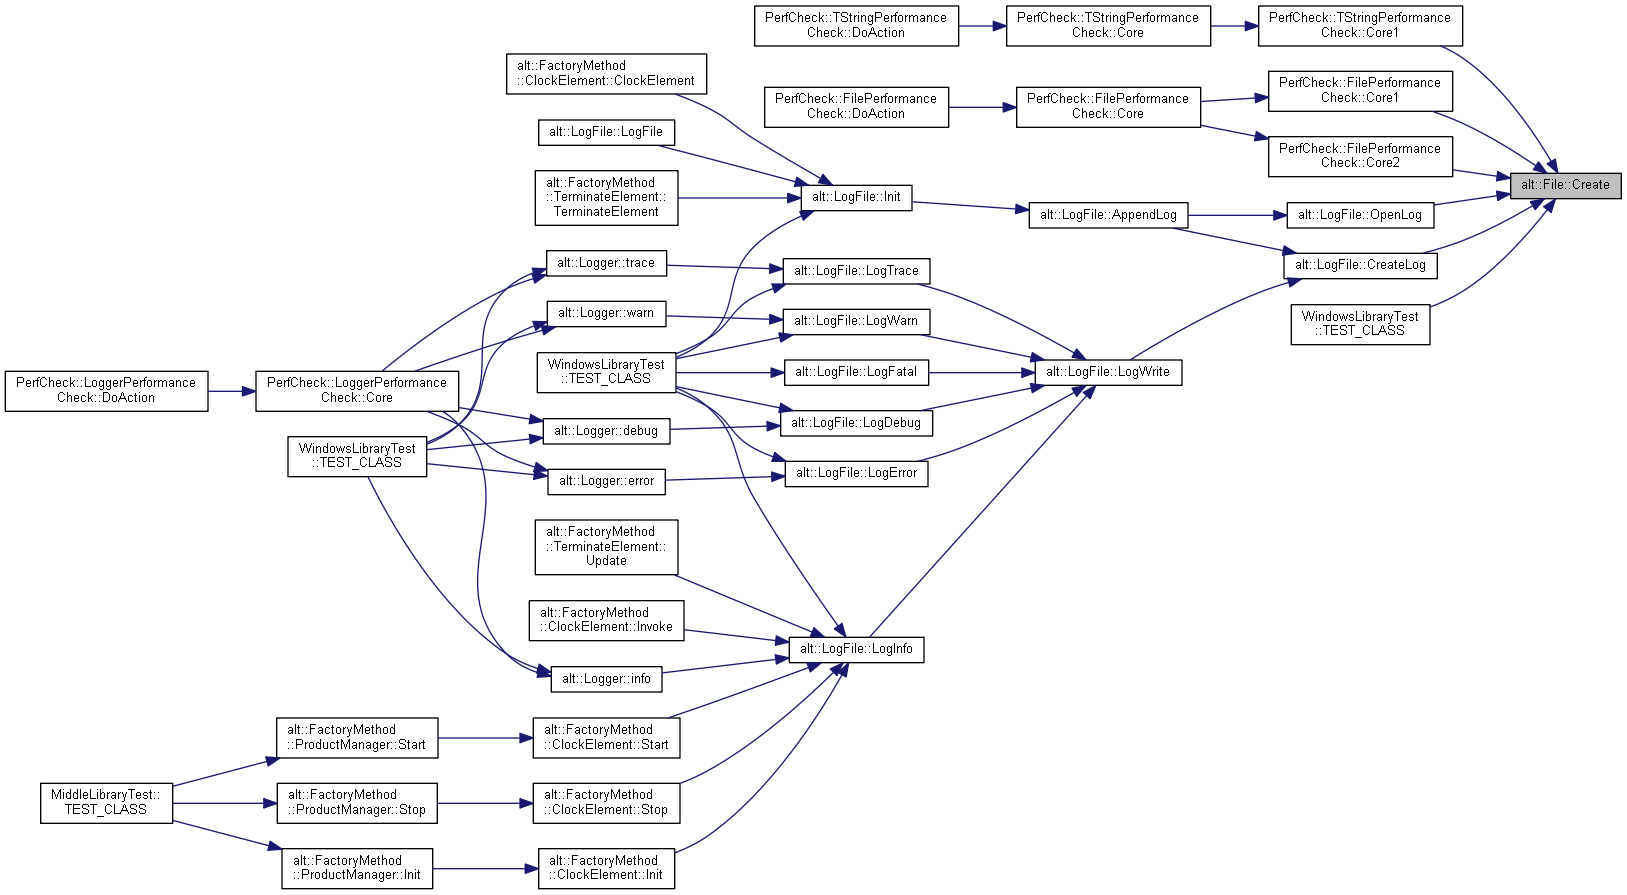 PerfCheck::TStringPerformance
Check::DoAction
PerfCheck::TStringPerformance
Check::Core
PerfCheck::TStringPerformance
Check::Core1
alt::FactoryMethod
::ClockElement::ClockElement
PerfCheck::FilePerformance
Check::DoAction
PerfCheck::FilePerformance
Check::Core
PerfCheck::FilePerformance
Check::Core1
alt::LogFile::LogFile
PerfCheck::FilePerformance
Check::Core2
alt::FactoryMethod
::TerminateElement::
TerminateElement
alt::LogFile::Init
alt::File::Create
alt::LogFile::AppendLog
alt::LogFile::OpenLog
alt::Logger::trace
alt::LogFile::LogTrace
alt::LogFile::CreateLog
alt::Logger::warn
alt::LogFile::LogWarn
WindowsLibraryTest
::TEST_CLASS
WindowsLibraryTest
::TEST_CLASS
alt::LogFile::LogFatal
alt::LogFile::LogWrite
PerfCheck::LoggerPerformance
Check::DoAction
PerfCheck::LoggerPerformance
Check::Core
alt::Logger::debug
alt::LogFile::LogDebug
WindowsLibraryTest
::TEST_CLASS
alt::Logger::error
alt::LogFile::LogError
alt::FactoryMethod
::TerminateElement::
Update
alt::FactoryMethod
::ClockElement::Invoke
alt::LogFile::LogInfo
alt::Logger::info
alt::FactoryMethod
::ProductManager::Start
alt::FactoryMethod
::ClockElement::Start
MiddleLibraryTest::
TEST_CLASS
alt::FactoryMethod
::ProductManager::Stop
alt::FactoryMethod
::ClockElement::Stop
alt::FactoryMethod
::ProductManager::Init
alt::FactoryMethod
::ClockElement::Init